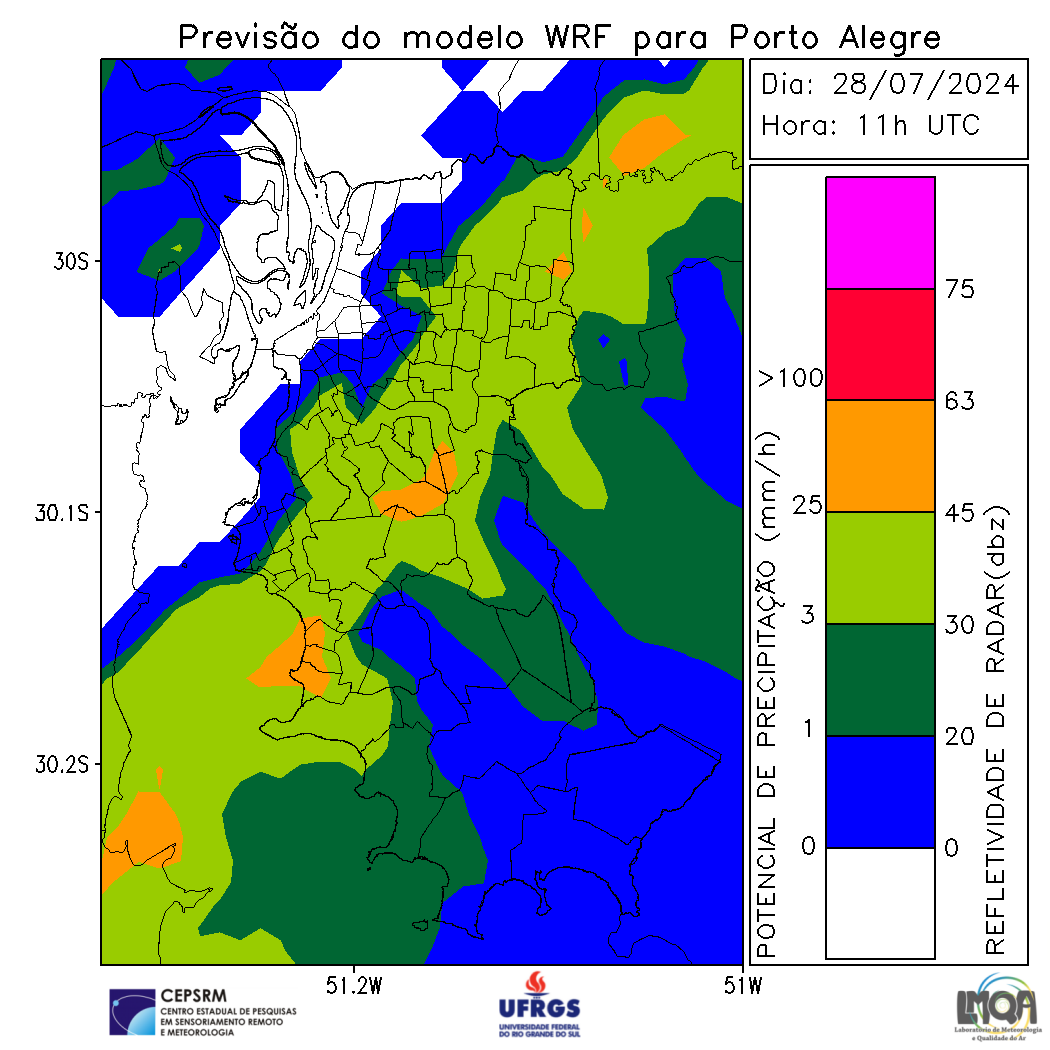 Previsão do modelo WRF para Porto Alegre
Dia: 28/07/2024
Hora: 11h UTC
30S
30.1S
30.2S
51.2W
51W
POTENCIAL DE PRECIPITAÇÃO (mm/h)
>100
25
3
1
0
75
63
45
30
20
0
REFLETIVIDADE DE RADAR(dbz)
CEPSRM
CENTRO ESTADUAL DE PESQUISAS
EM SENSORIAMENTO REMOTO
E METEOROLOGIA
UFRGS
UNIVERSIDADE FEDERAL
DO RIO GRANDE DO SUL
LMQA
Laboratório de Meteorologia
e Qualidade do Ar